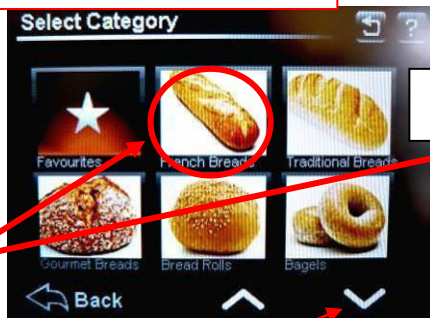 Select Category
?
Favourites
French Breads
Traditional Breads
Gourmet Breads
Bread Rolls
Bagels
Back